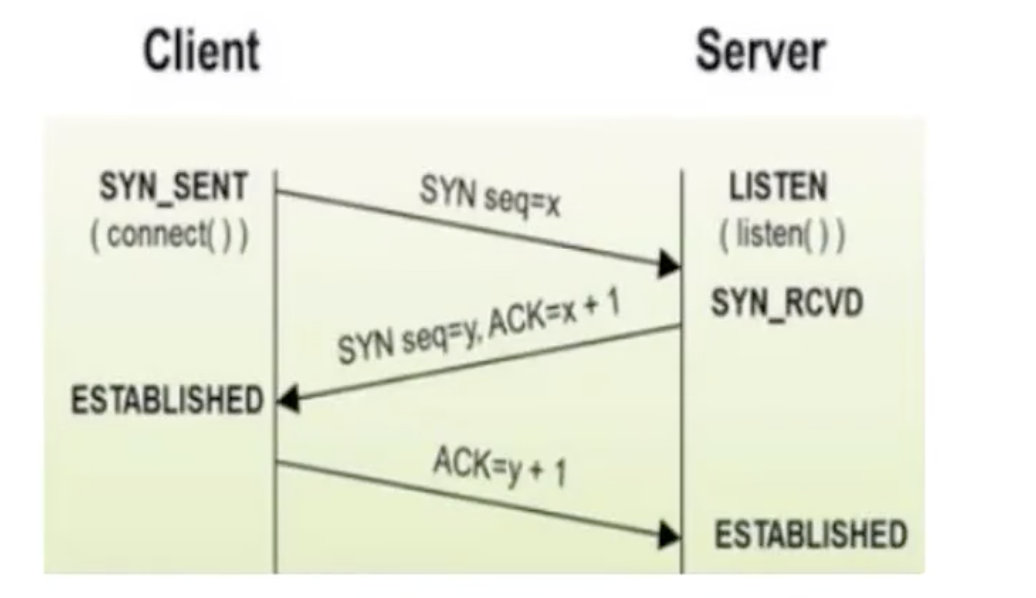 Client
Server
SYN_SENT
( connect( ) )
SYN seq=x
LISTEN
( listen( ) )
SYN_RCVD
SYN seq=y, ACK=x + 1
ESTABLISHED
ACK=y + 1
ESTABLISHED